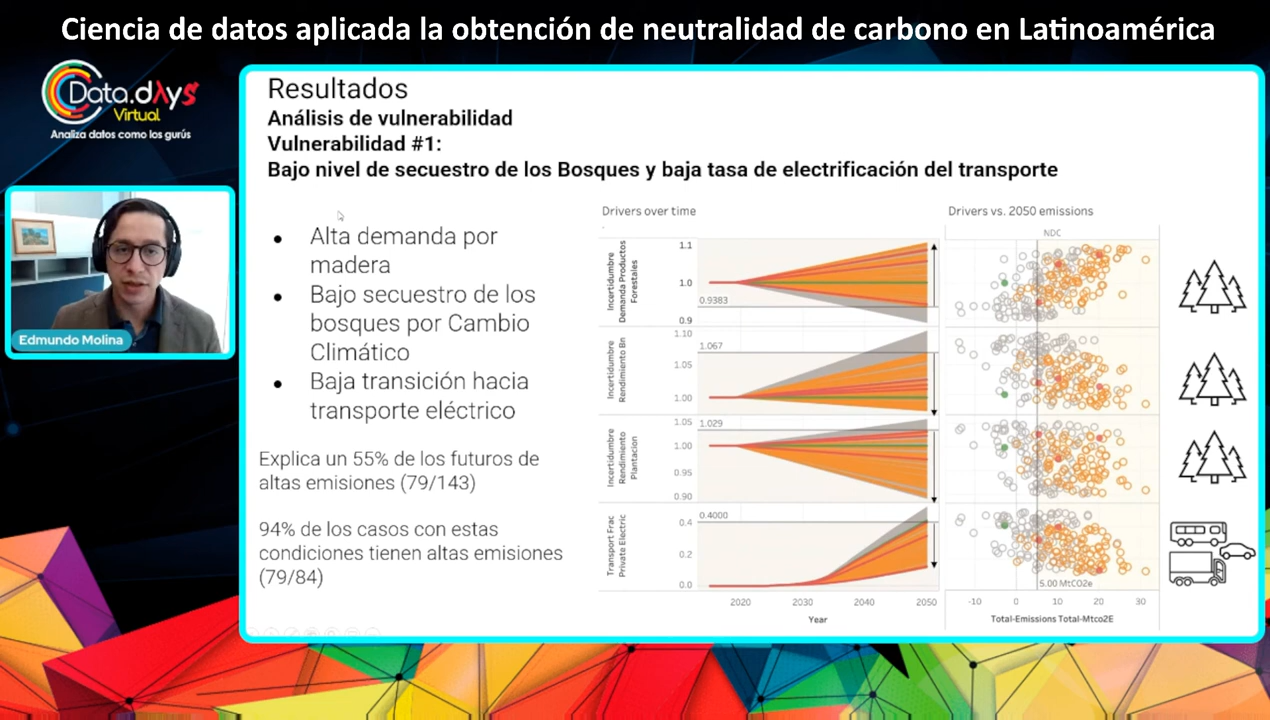 Ciencia de datos aplicada la obtención de neutralidad de carbono en Latinoamérica
Data.dAys
Virtual
Analiza datos como los gurús
Edmundo Molina
Resultados
Análisis de vulnerabilidad
Vulnerabilidad #1:
Bajo nivel de secuestro de los Bosques y baja tasa de electrificación del transporte
• Alta demanda por
madera
• Bajo secuestro de los
bosques por Cambio
Climático
• Baja transición hacia
transporte eléctrico
Explica un 55% de los futuros de
altas emisiones (79/143)
94% de los casos con estas
condiciones tienen altas emisiones
(79/84)
Drivers over time
Incertidumbre
Demanda Productos
Forestales
1.1
1.0
0.9383
0.9
Incertidumbre
Rendimiento Bn
1.10
1.067
1.05
1.00
Incertidumbre
Rendimiento
Plantacion
1.05
1.029
1.00
0.95
0.90
Transport Frac
Private Electric
0.4000
0.4
0.2
0.0
2020 2030 2040 2050
Year
Drivers vs. 2050 emissions
NDC
5.00 MtCO2e
-10 0 10 20 30
Total-Emissions Total-Mtco2E